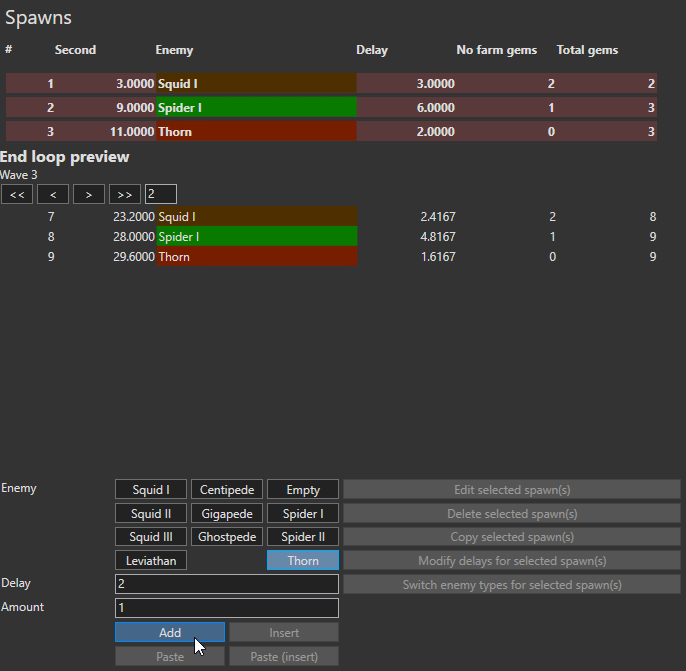 Spawns
# Second Enemy Delay No farm gems Total gems
1 3.0000 Squid I 3.0000 2 2
2 9.0000 Spider I 6.0000 1 3
3 11.0000 Thorn 2.0000 0 3
End loop preview
Wave 3
<< < > >> 2
7 23.2000 Squid I 2.4167 2 8
8 28.0000 Spider I 4.8167 1 9
9 29.6000 Thorn 1.6167 0 9
Enemy Squid I Centipede Empty Edit selected spawn(s)
Squid II Gigapede Spider I Delete selected spawn(s)
Squid III Ghostpede Spider II Copy selected spawn(s)
Leviathan Thorn Modify delays for selected spawn(s)
Delay 2 Switch enemy types for selected spawn(s)
Amount 1
Add Insert
Paste Paste (insert)